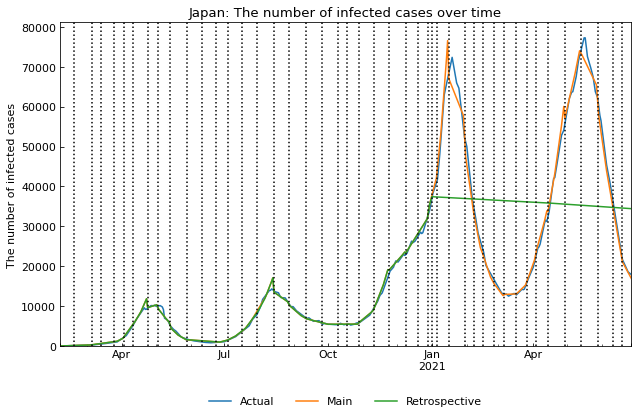 Japan: The number of infected cases over time
The number of infected cases
80000
70000
60000
50000
40000
30000
20000
10000
0
Apr Jul Oct Jan Apr
2021
Actual Main Retrospective